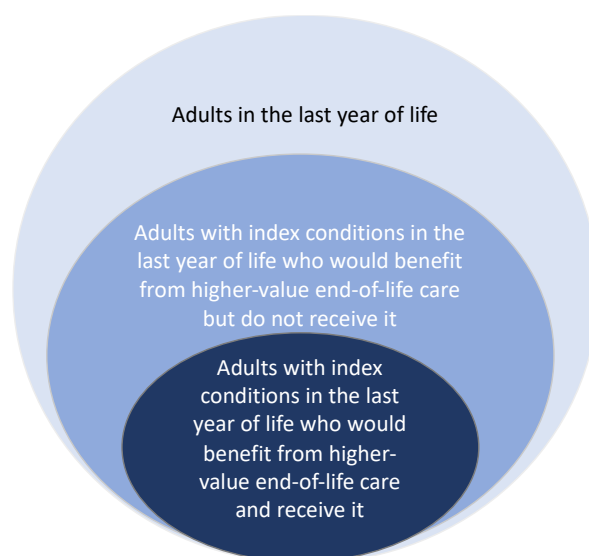 Adults in the last year of life
Adults with index conditions in the
last year of life who would benefit
from higher-value end-of-life care
but do not receive it
Adults with index
conditions in the last
year of life who would
benefit from higher-
value end-of-life care
and receive it